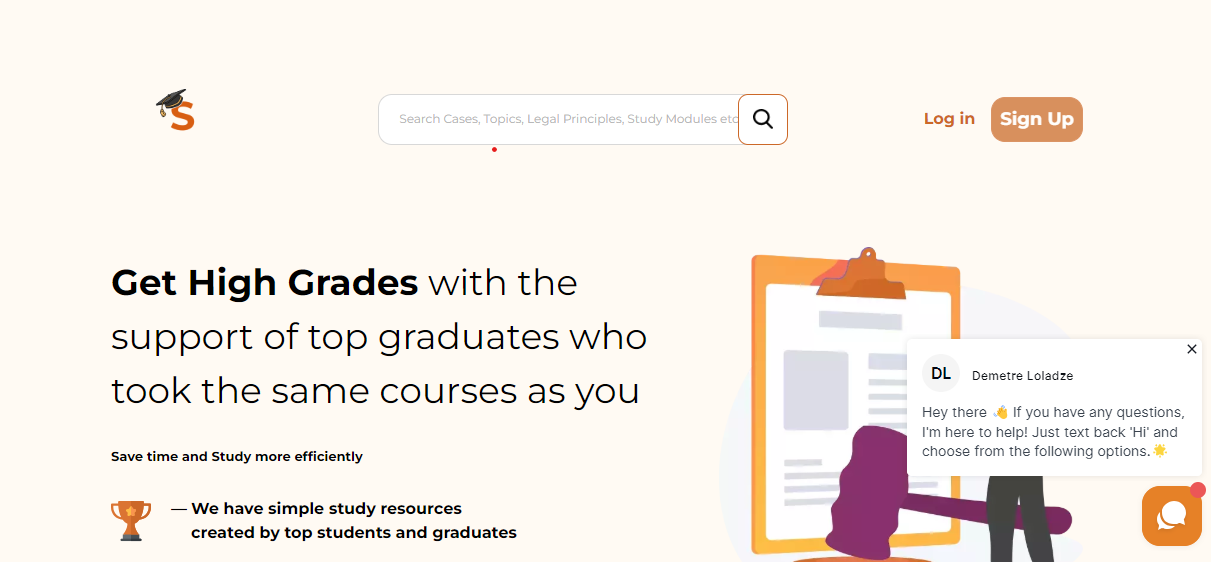 S
Search Cases, Topics, Legal Principles, Study Modules etc
Log in
Sign Up
Get High Grades with the
support of top graduates who
took the same courses as you
Save time and Study more efficiently
— We have simple study resources
created by top students and graduates
DL
Demetre Loladze
Hey there 👋 If you have any questions,
I'm here to help! Just text back 'Hi' and
choose from the following options.🌟